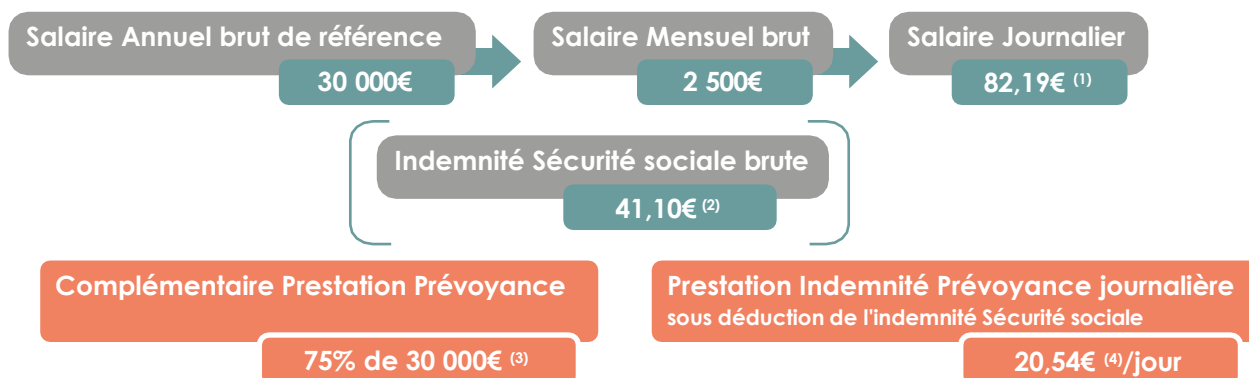 Salaire Annuel brut de référence
30 000€
Salaire Mensuel brut
2 500€
Salaire Journalier
82,19€ (1)
Indemnité Sécurité sociale brute
41,10€ (2)
Complémentaire Prestation Prévoyance
75% de 30 000€ (3)
Prestation Indemnité Prévoyance journalière
sous déduction de l'indemnité Sécurité sociale
20,54€ (4)/jour